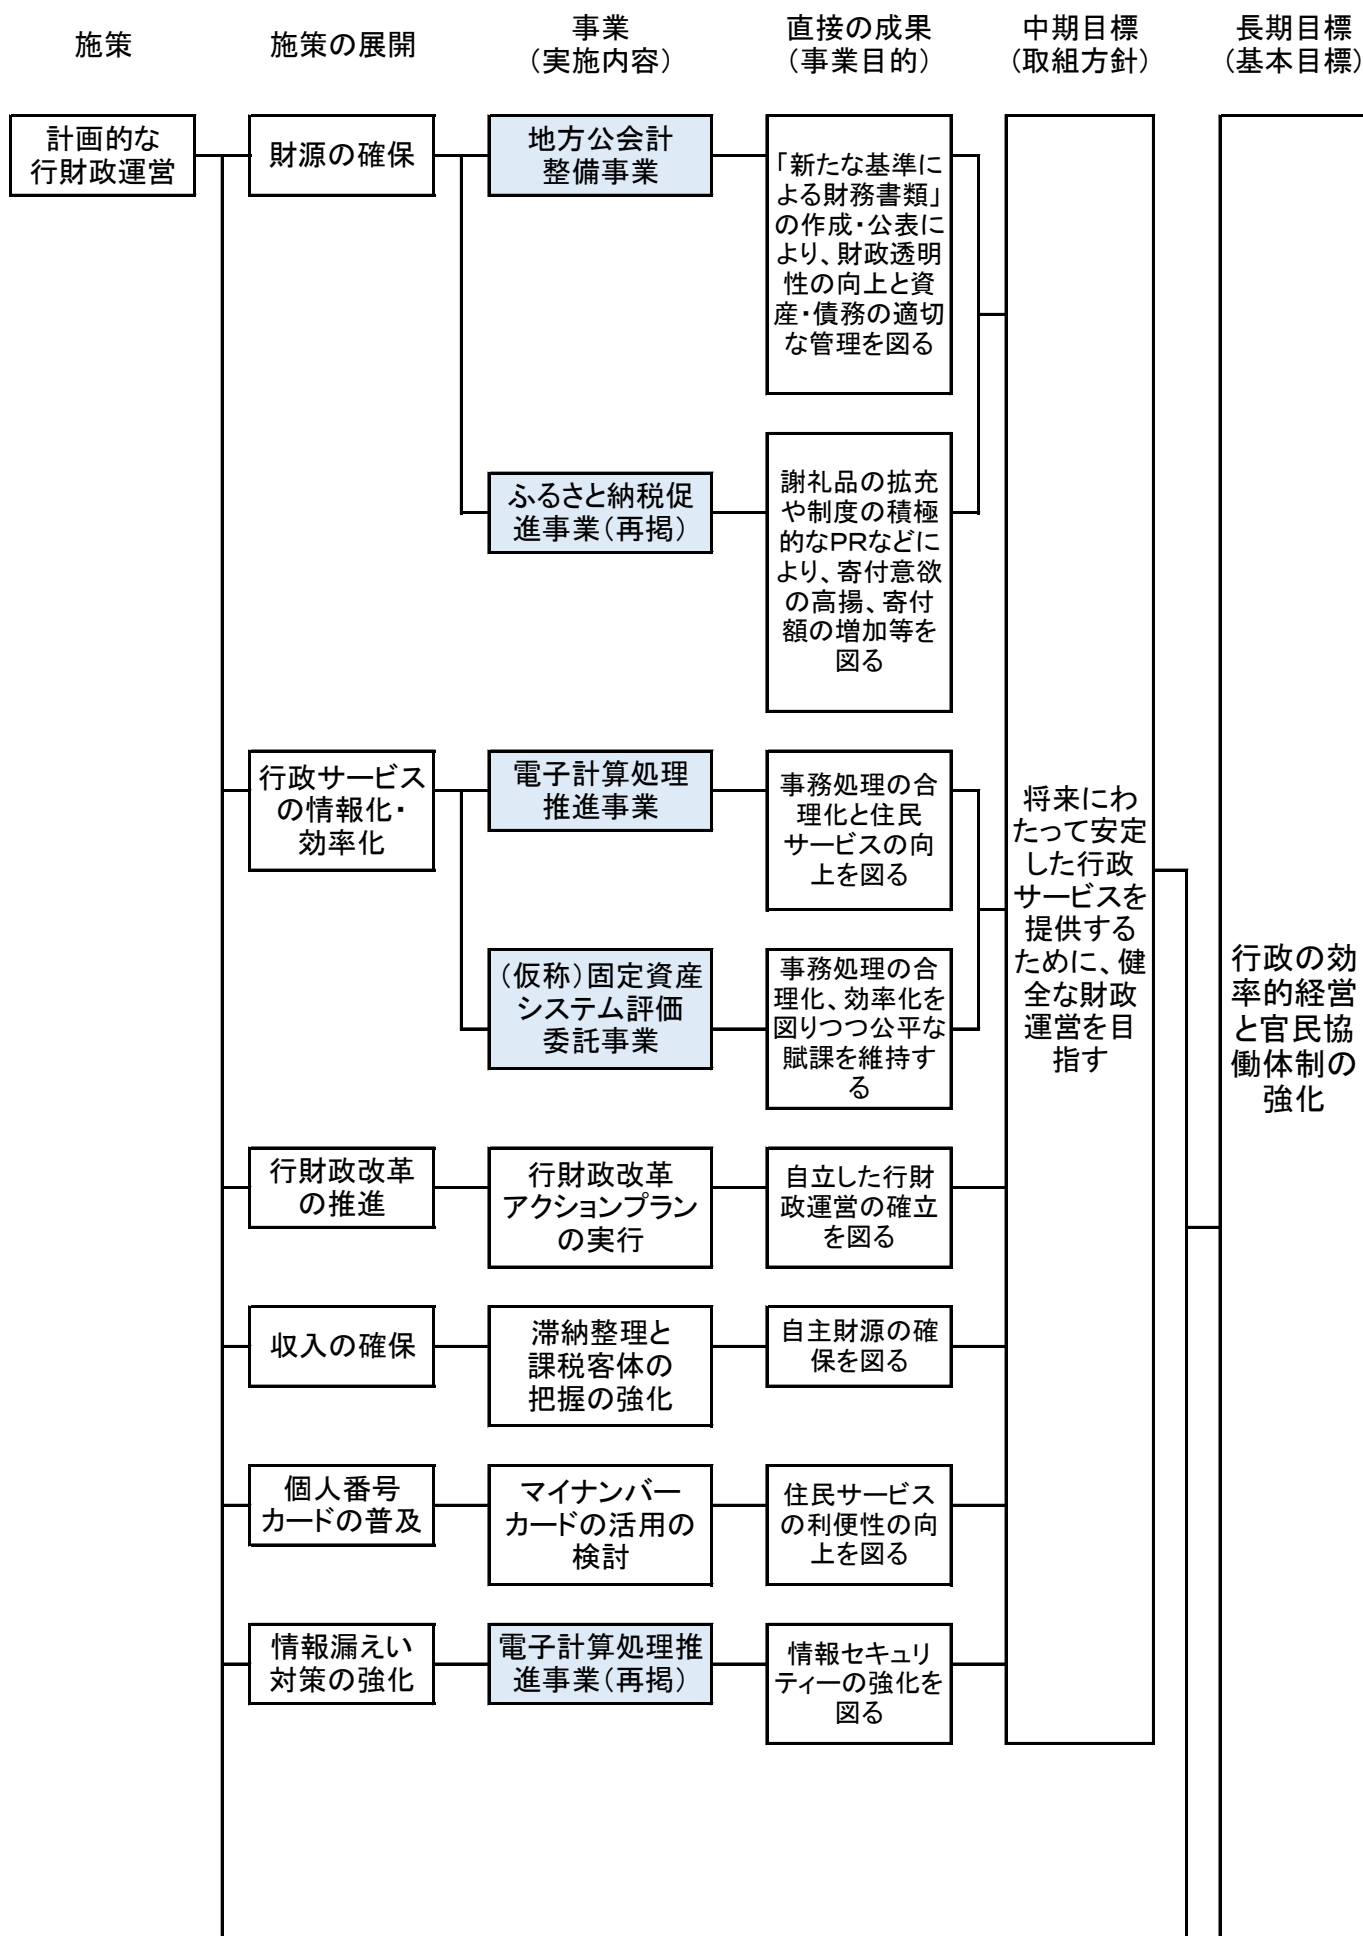 施策
施策の展開
事業
（実施内容）
直接の成果
（事業目的）
中期目標
（取組方針）
長期目標
（基本目標）
計画的な
行財政運営
財源の確保
地方公会計
整備事業
「新たな基準に
よる財務書類」
の作成・公表に
より、財政透明
性の向上と資
産・債務の適切
な管理を図る
ふるさと納税促
進事業（再掲）
謝礼品の拡充
や制度の積極
的なPRなどに
より、寄付意欲
の高揚、寄付
額の増加等を
図る
行政サービス
の情報化・
効率化
電子計算処理
推進事業
事務処理の合
理化と住民
サービスの向
上を図る
（仮称）固定資産
システム評価
委託事業
事務処理の合
理化、効率化を
図りつつ公平な
賦課を維持す
る
行財政改革
の推進
行財政改革
アクションプラン
の実行
自立した行財
政運営の確立
を図る
収入の確保
滞納整理と
課税客体の
把握の強化
自主財源の確
保を図る
個人番号
カードの普及
マイナンバー
カードの活用の
検討
住民サービス
の利便性の向
上を図る
情報漏えい
対策の強化
電子計算処理推
進事業（再掲）
情報セキュリ
ティーの強化を
図る
将来にわ
たって安定
した行政
サービスを
提供する
ために、健
全な財政
運営を目
指す
行政の効
率的経営
と官民協
働体制の
強化